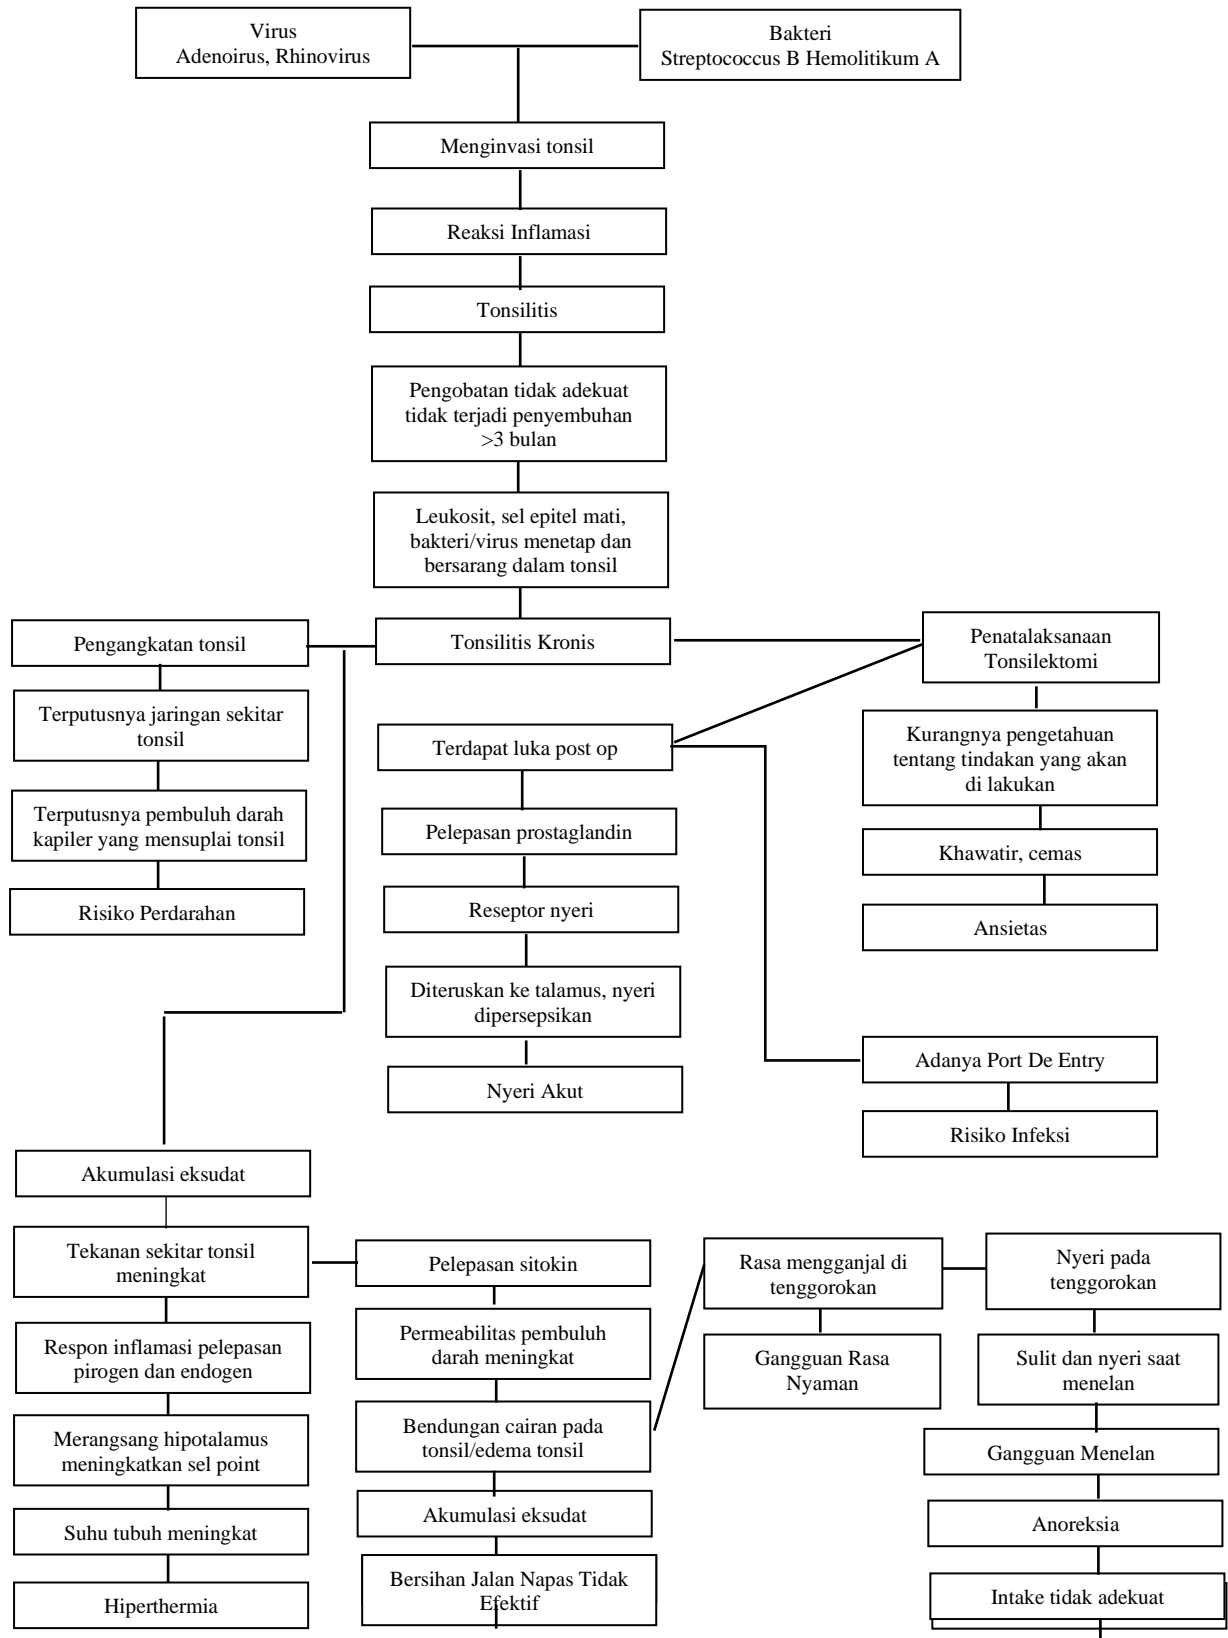 Virus
Adenoirus, Rhinovirus
Bakteri
Streptococcus B Hemolitikum A
Menginvasi tonsil
Reaksi Inflamasi
Tonsilitis
Pengobatan tidak adekuat
tidak terjadi penyembuhan
>3 bulan
Leukosit, sel epitel mati,
bakteri/virus menetap dan
bersarang dalam tonsil
Pengangkatan tonsil
Tonsilitis Kronis
Penatalaksanaan
Tonsilektomi
Terputusnya jaringan sekitar
tonsil
Terputusnya pembuluh darah
kapiler yang mensuplai tonsil
Risiko Perdarahan
Terdapat luka post op
Pelepasan prostaglandin
Reseptor nyeri
Diteruskan ke talamus, nyeri
dipersepsikan
Nyeri Akut
Kurangnya pengetahuan
tentang tindakan yang akan
di lakukan
Khawatir, cemas
Ansietas
Adanya Port De Entry
Risiko Infeksi
Akumulasi eksudat
Tekanan sekitar tonsil
meningkat
Respon inflamasi pelepasan
pirogen dan endogen
Merangsang hipotalamus
meningkatkan sel point
Suhu tubuh meningkat
Hiperthermia
Pelepasan sitokin
Permeabilitas pembuluh
darah meningkat
Bendungan cairan pada
tonsil/edema tonsil
Akumulasi eksudat
Bersihan Jalan Napas Tidak
Efektif
Rasa mengganjal di
tenggorokan
Gangguan Rasa
Nyaman
Nyeri pada
tenggorokan
Sulit dan nyeri saat
menelan
Gangguan Menelan
Anoreksia
Intake tidak adekuat